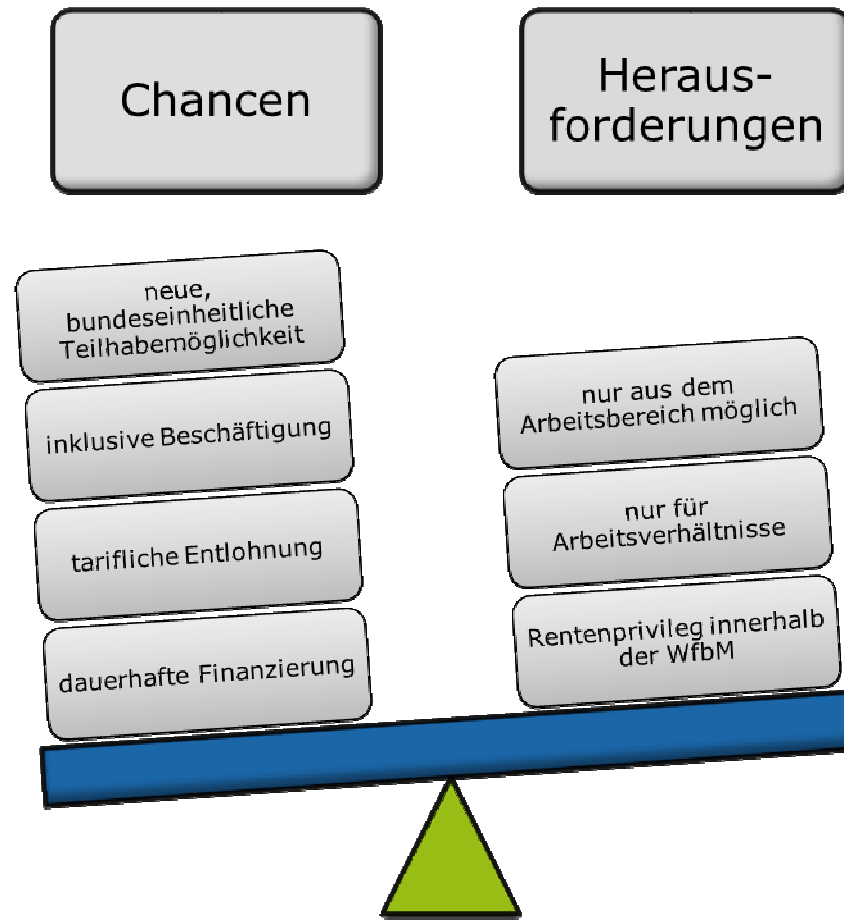 Chancen
Heraus-
forderungen
neue,
bundeseinheitliche
Teilhabemöglichkeit
inklusive Beschäftigung
tarifliche Entlohnung
dauerhafte Finanzierung
nur aus dem
Arbeitsbereich möglich
nur für
Arbeitsverhältnisse
Rentenprivileg innerhalb
der WfbM